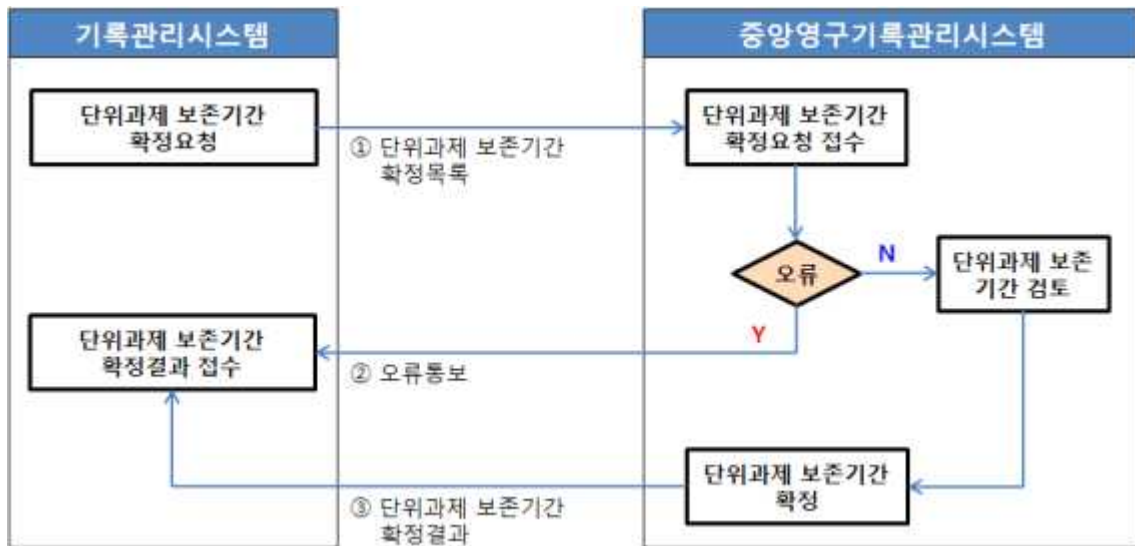 기록관리시스템
중앙영구기록관리시스템
단위과제 보존기간
확정요청
① 단위과제 보존기간
확정목록
단위과제 보존기간
확정요청 접수
오류
N
단위과제 보존
기간 검토
Y
단위과제 보존기간
확정결과 접수
② 오류통보
단위과제 보존기간
확정
③ 단위과제 보존기간
확정결과